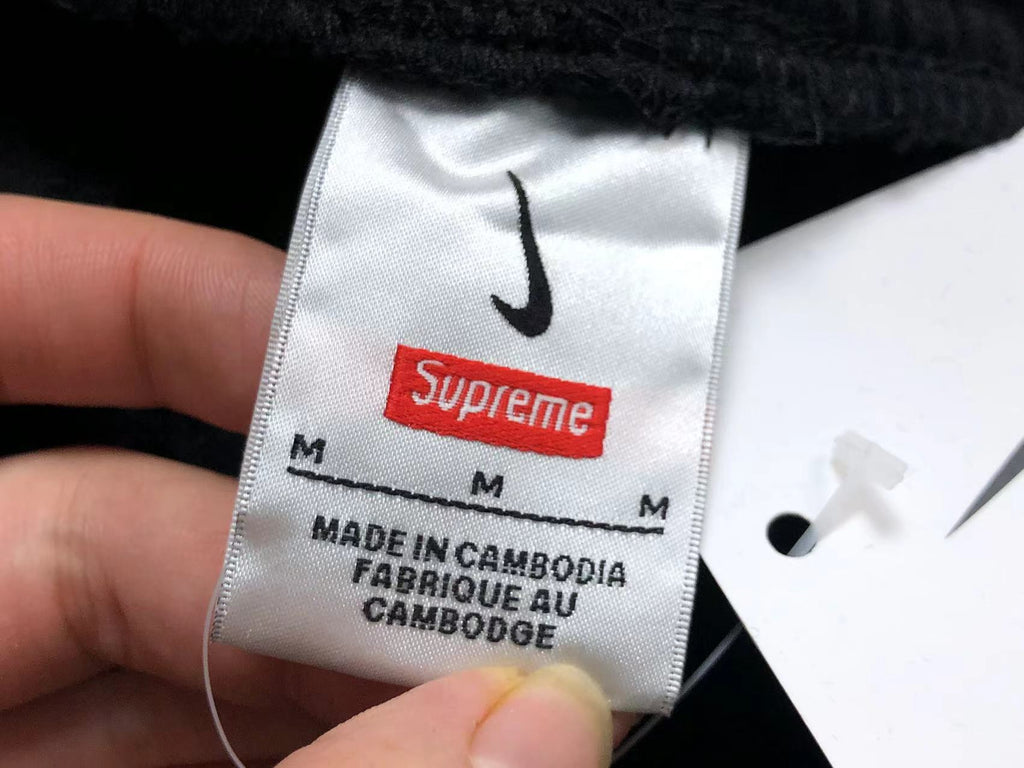 Supreme
M M M
MADE IN CAMBODIA
FABRIQUE AU
CAMBODGE